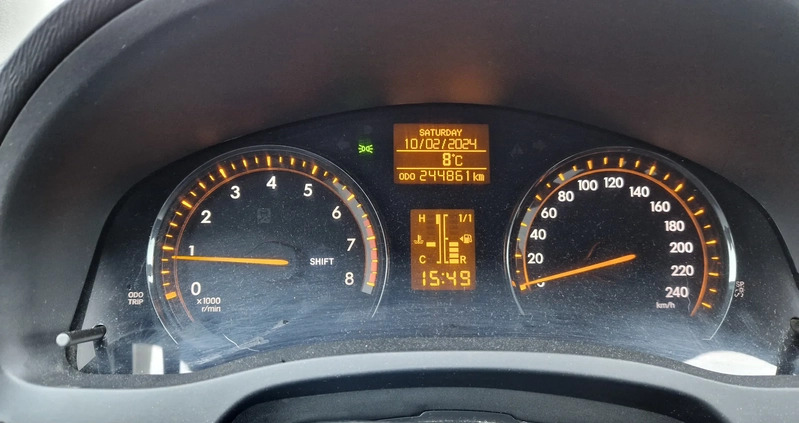 SATURDAY
10/02/2024
8°C
ODO 244861 km
0 1 2 3 4 5 6 7 8
SHIFT
x1000
r/min
ODO
TRIP
H 1/1
C R
15:49
0 20 40 60 80 100 120 140 160 180 200 220 240
km/h